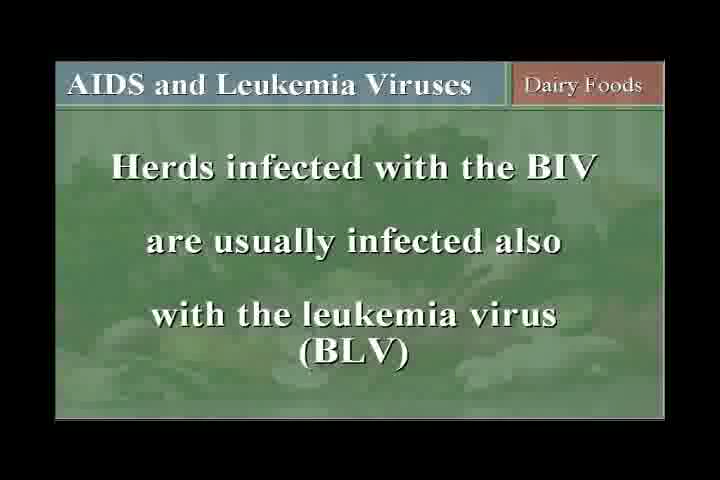 AIDS and Leukemia Viruses
Dairy Foods
Herds infected with the BIV
are usually infected also
with the leukemia virus
(BLV)